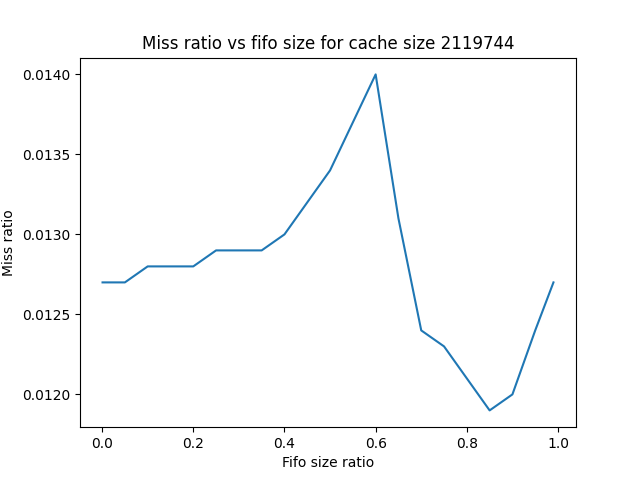 Miss ratio vs fifo size for cache size 2119744
0.0140
0.0135
0.0130
0.0125
0.0120
Miss ratio
0.0 0.2 0.4 0.6 0.8 1.0
Fifo size ratio